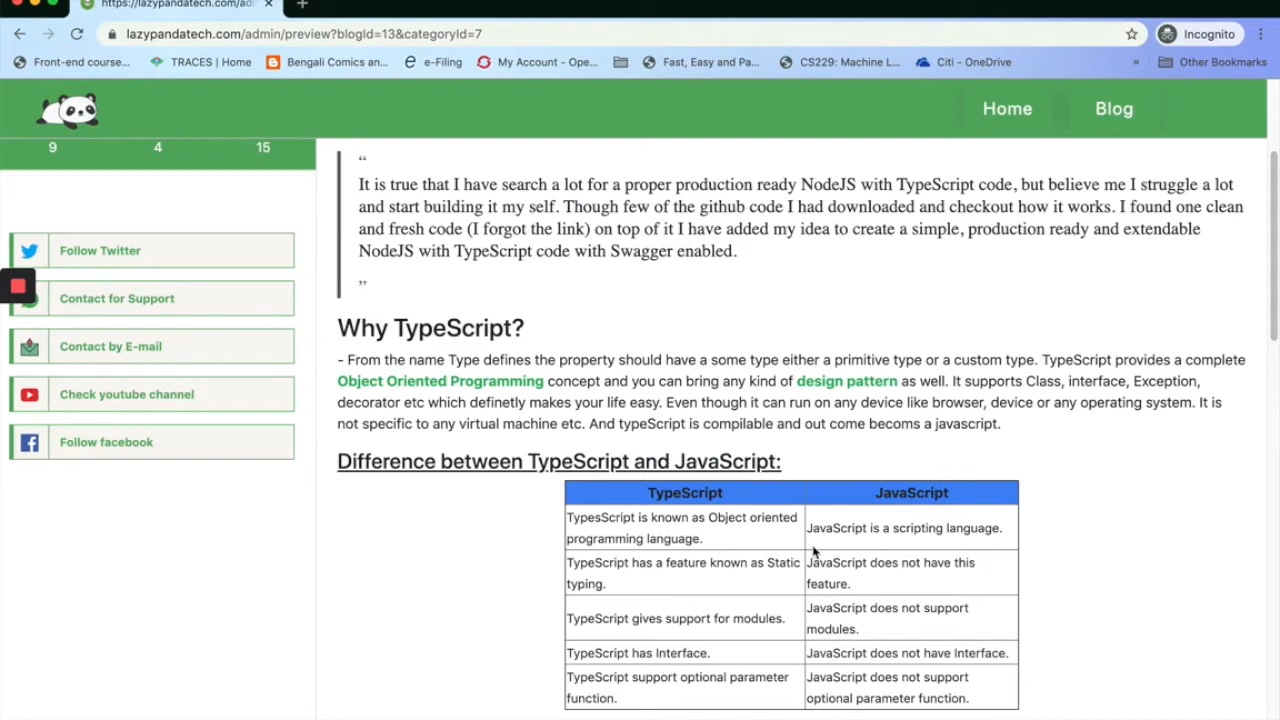 https://lazypandatech.com/adm
lazypandatech.com/admin/preview?blogId=13&categoryId=7
Incognito
Front-end course...
TRACES | Home
Bengali Comics an...
e-Filing
My Account - Ope...
Fast, Easy and Pa...
CS229: Machine L...
Citi - OneDrive
»
Other Bookmarks
Home
Blog
9
4
15
Follow Twitter
Contact for Support
Contact by E-mail
Check youtube channel
Follow facebook
“
It is true that I have search a lot for a proper production ready NodeJS with TypeScript code, but believe me I struggle a lot
and start building it my self. Though few of the github code I had downloaded and checkout how it works. I found one clean
and fresh code (I forgot the link) on top of it I have added my idea to create a simple, production ready and extendable
NodeJS with TypeScript code with Swagger enabled.
”
Why TypeScript?
- From the name Type defines the property should have a some type either a primitive type or a custom type. TypeScript provides a complete
Object Oriented Programming concept and you can bring any kind of design pattern as well. It supports Class, interface, Exception,
decorator etc which definetly makes your life easy. Even though it can run on any device like browser, device or any operating system. It is
not specific to any virtual machine etc. And typeScript is compilable and out come becoms a javascript.
Difference between TypeScript and JavaScript:
TypeScript
JavaScript
TypesScript is known as Object oriented
programming language.
JavaScript is a scripting language.
TypeScript has a feature known as Static
typing.
JavaScript does not have this
feature.
TypeScript gives support for modules.
JavaScript does not support
modules.
TypeScript has Interface.
JavaScript does not have Interface.
TypeScript support optional parameter
function.
JavaScript does not support
optional parameter function.